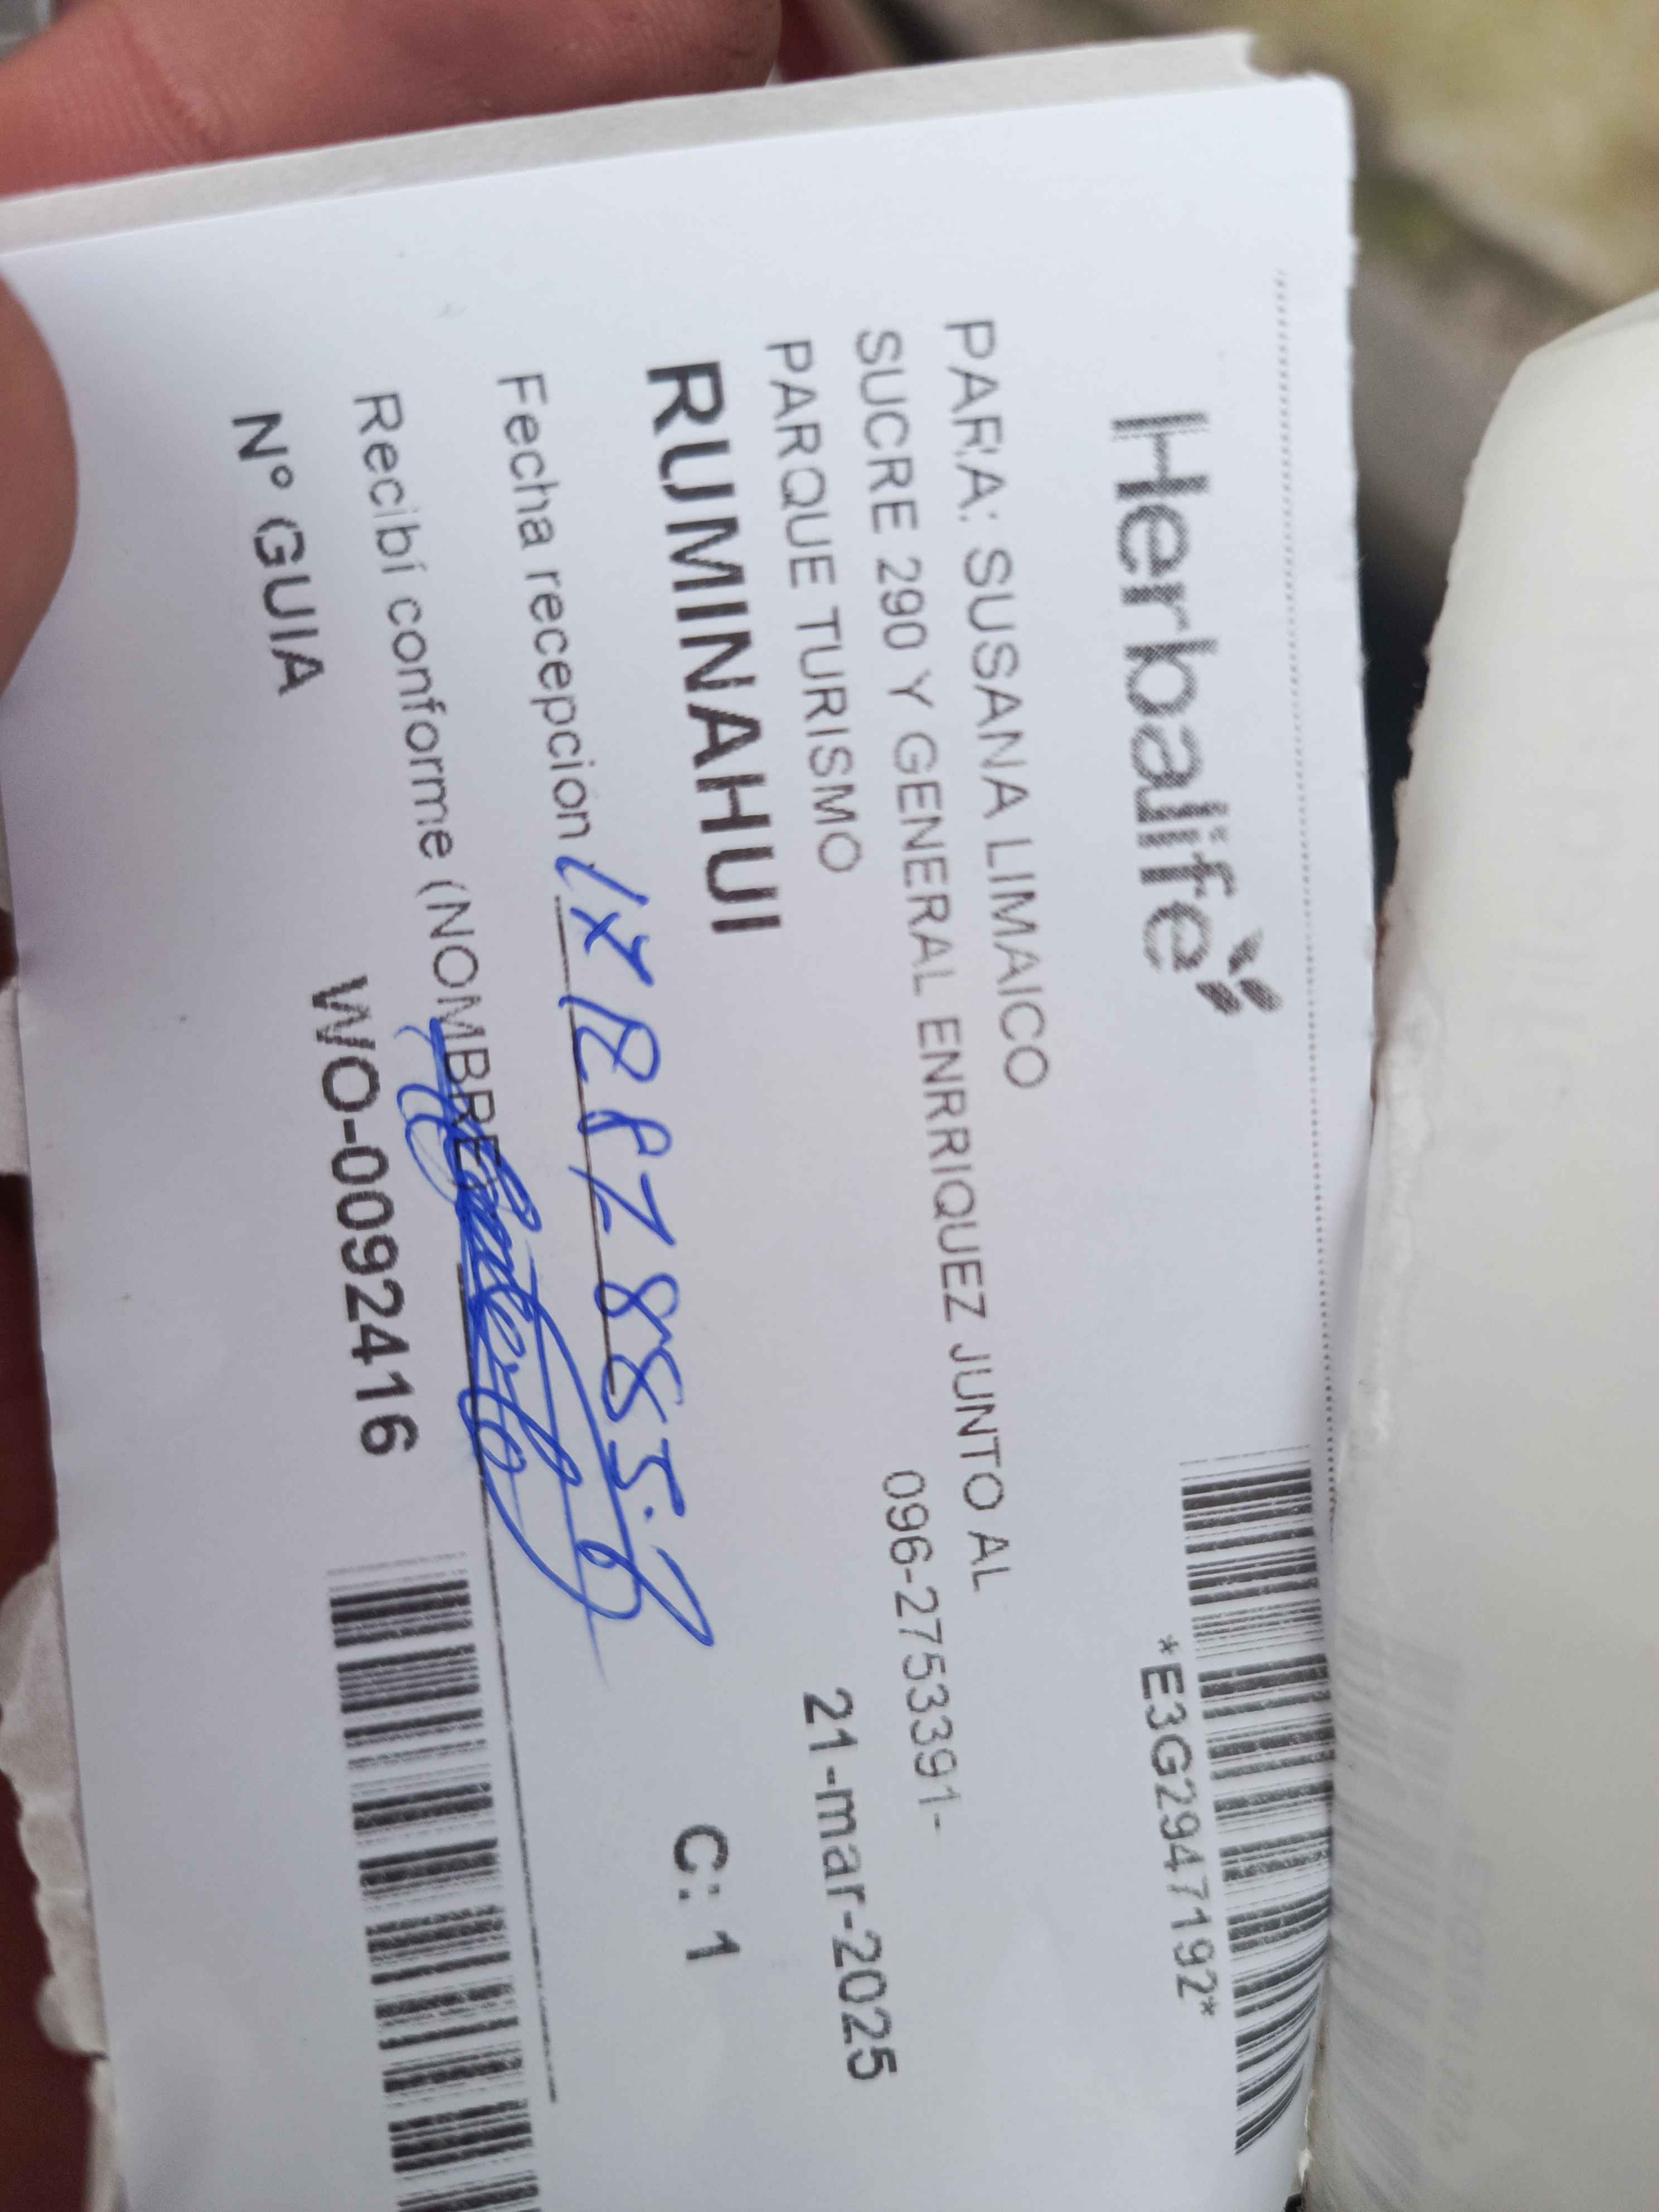 Herbalife
*E3G2947192*
PARA: SUSANA LIMAICO
SUCRE 290 Y GENERAL ENRRIQUEZ JUNTO AL
PARQUE TURISMO
096-2753391-
21-mar-2025
RUMINAHUI
C: 1
Fecha recepcion
Recibí conforme (NOMBRE)
N° GUIA
WO-0092416